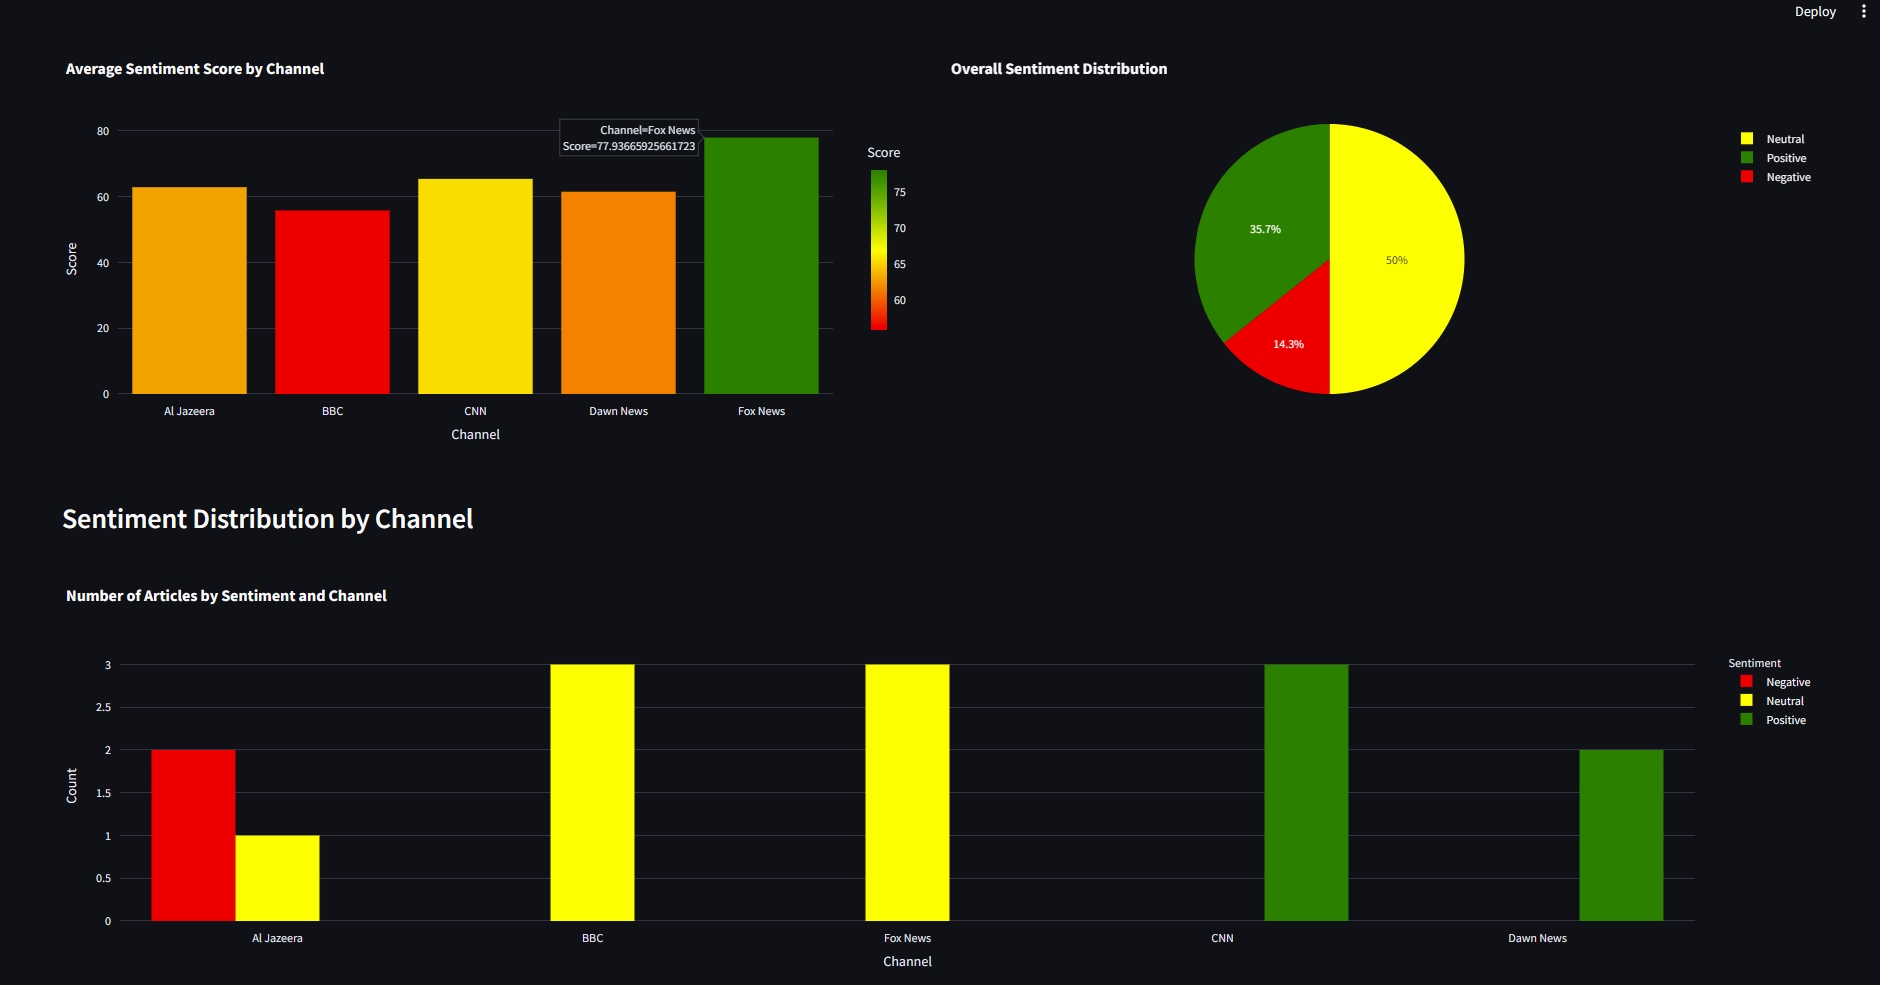 Deploy
Average Sentiment Score by Channel
80
60
40
20
0
Score
Channel=Fox News
Score=77.93665925661723
Al Jazeera
BBC
CNN
Dawn News
Fox News
Channel
Score
75
70
65
60
Overall Sentiment Distribution
35.7%
50%
14.3%
Neutral
Positive
Negative
Sentiment Distribution by Channel
Number of Articles by Sentiment and Channel
3
2.5
2
1.5
1
0.5
0
Count
Al Jazeera
BBC
Fox News
CNN
Dawn News
Channel
Sentiment
Negative
Neutral
Positive